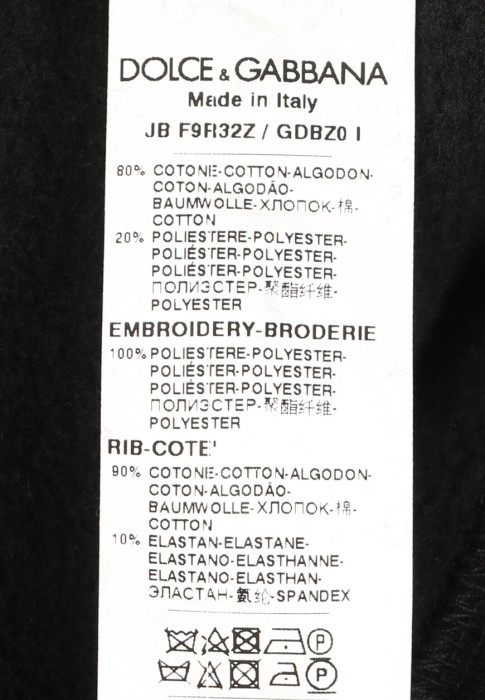 DOLCE & GABBANA
Made in Italy
JB F9R32Z / GDBZ0 I
80% COTONE-COTTON-ALGODON-
COTON-ALGODÃO-
BAUMWOLLE-ХЛОПОК-棉-
COTTON
20% POLIESTERE-POLYESTER-
POLIÉSTER-POLYESTER-
POLIÉSTER-POLYESTER-
ПОЛИЭСТЕР-聚酯纤维-
POLYESTER
EMBROIDERY-BRODERIE
100% POLIESTERE-POLYESTER-
POLIÉSTER-POLYESTER-
POLIÉSTER-POLYESTER-
ПОЛИЭСТЕР-聚酯纤维-
POLYESTER
RIB-COTE'
90% COTONE-COTTON-ALGODON-
COTON-ALGODÃO-
BAUMWOLLE-ХЛОПОК-棉-
COTTON
10% ELASTAN-ELASTANE-
ELASTANO-ELASTHANNE-
ELASTANO-ELASTHAN-
ЭЛАСТАН-氨纶-SPANDEX
P
P